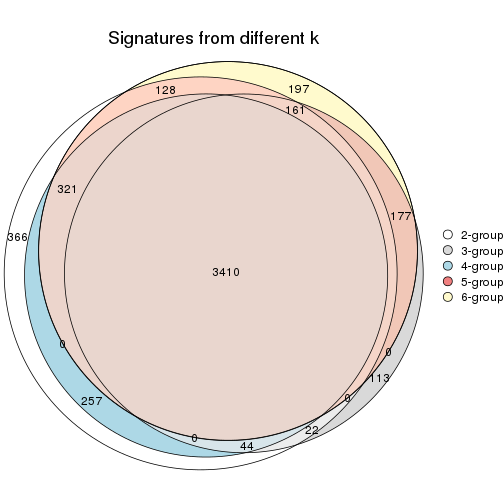 Signatures from different k
197
128
161
321
177
366
2-group
3-group
4-group
5-group
6-group
3410
0
0
113
257
0
22
0
44